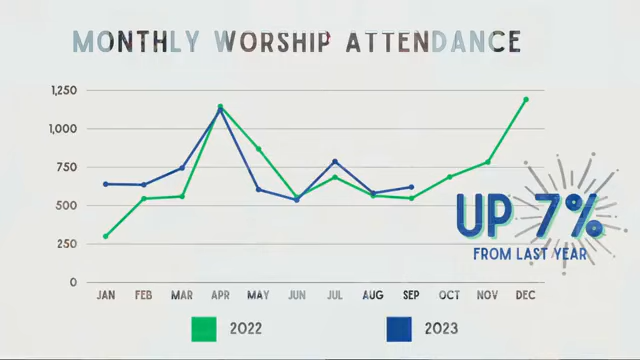 MONTHLY WORSHIP ATTENDANCE
1,250
1,000
750
500
250
0
JAN FEB MAR APR MAY JUN JUL AUG SEP OCT NOV DEC
UP 7%
FROM LAST YEAR
2022 2023